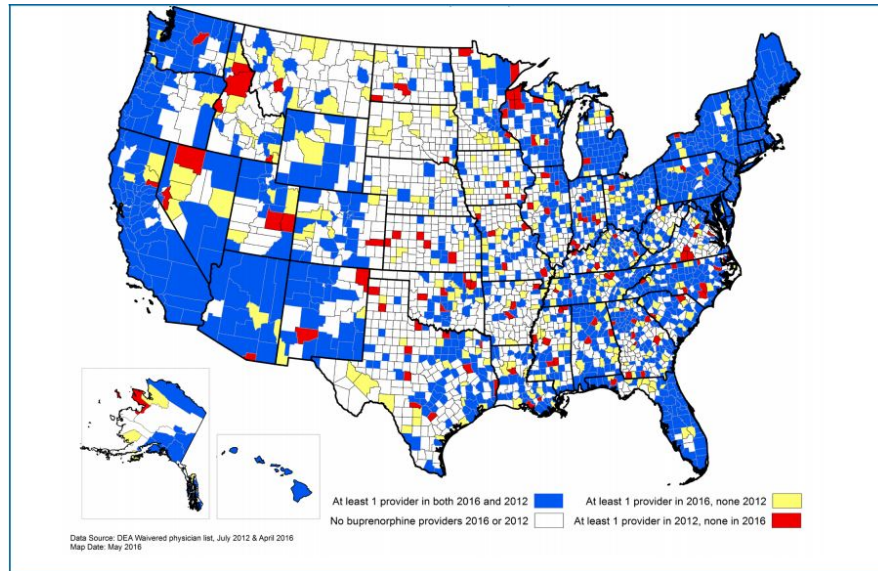 At least 1 provider in both 2016 and 2012
At least 1 provider in 2016, none 2012
No buprenorphine providers 2016 or 2012
At least 1 provider in 2012, none in 2016
Data Source: DEA Waivered physician list, July 2012 & April 2016
Map Date: May 2016